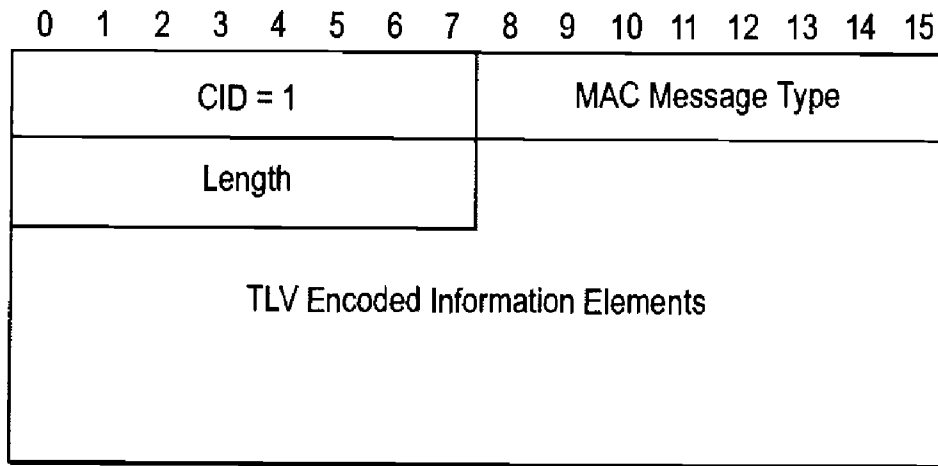 0 1 2 3 4 5 6 7 8 9 10 11 12 13 14 15
CID = 1 MAC Message Type
Length
TLV Encoded Information Elements